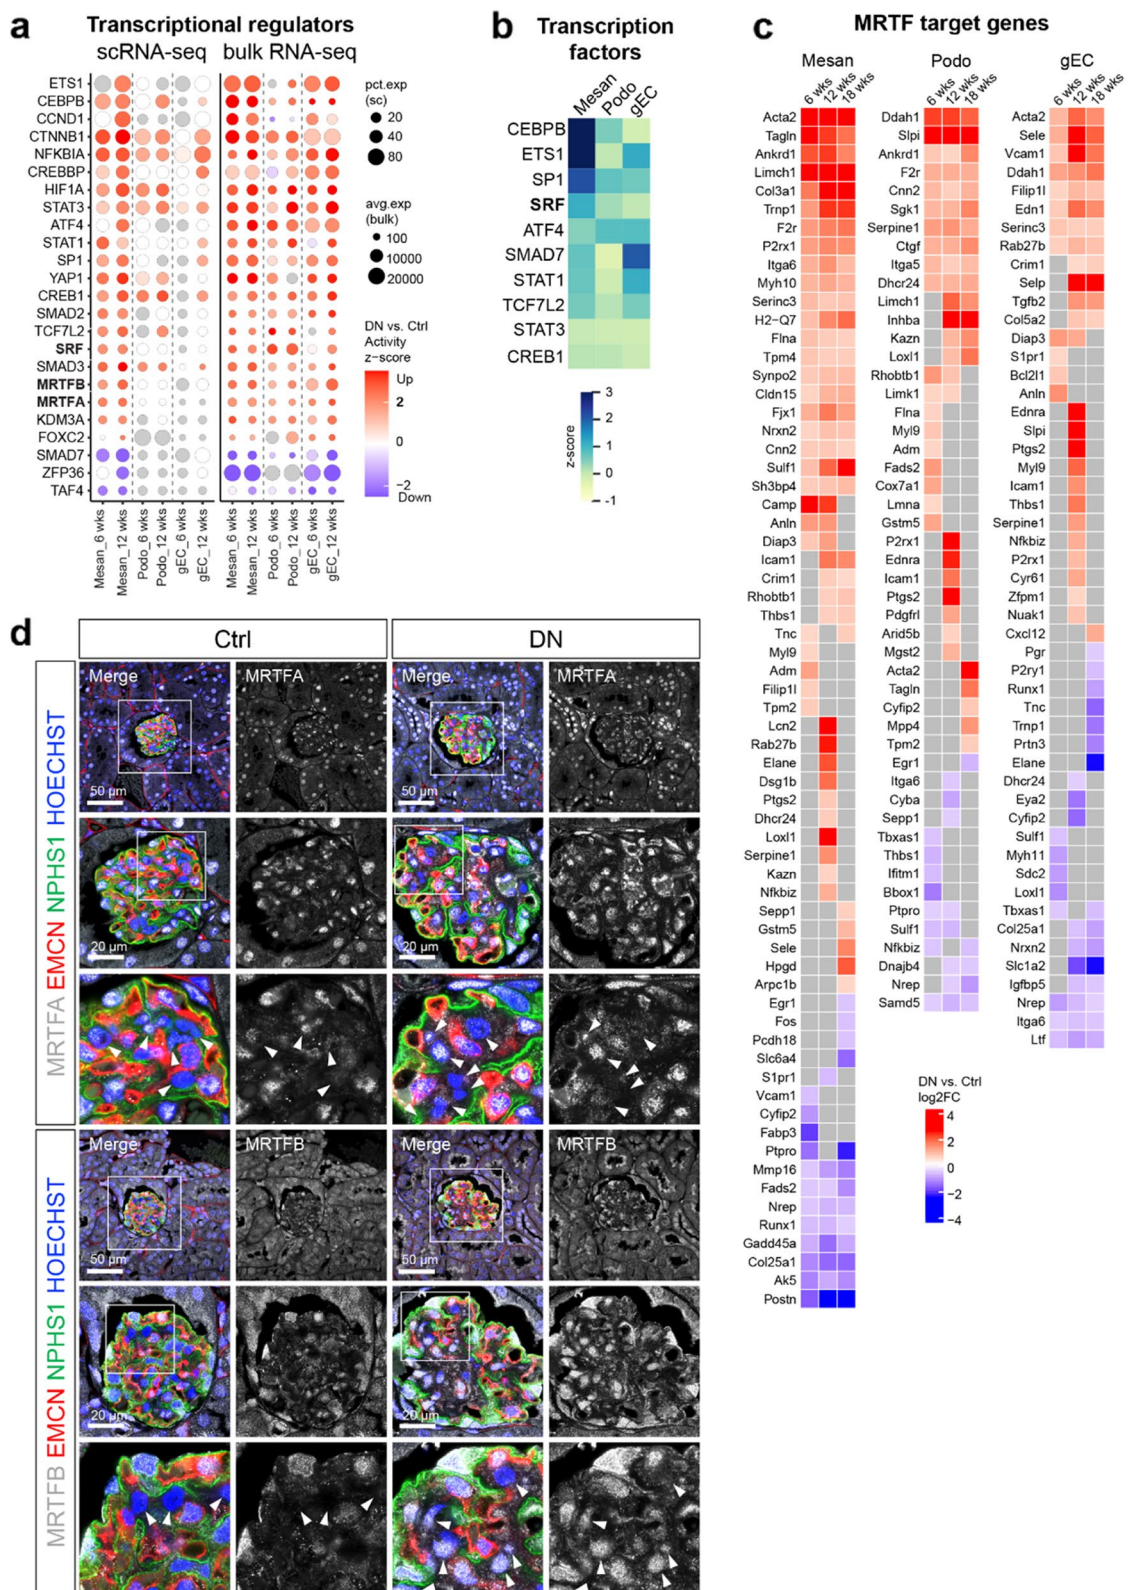 a
Transcriptional regulators
scRNA-seq
bulk RNA-seq
ETS1
CEBPB
CCND1
CTNNB1
NFKBIA
CREBBP
HIF1A
STAT3
ATF4
STAT1
SP1
YAP1
CREB1
SMAD2
TCF7L2
SRF
SMAD3
MRTFB
MRTFA
KDM3A
FOXC2
SMAD7
ZFP36
TAF4
Mesan_6 wks
Mesan_12 wks
Podo_6 wks
Podo_12 wks
gEC_6 wks
gEC_12 wks
Mesan_6 wks
Mesan_12 wks
Podo_6 wks
Podo_12 wks
gEC_6 wks
gEC_12 wks
pct.exp
(sc)
20
40
80
avg.exp
(bulk)
100
10000
20000
DN vs. Ctrl
Activity
z-score
Up
2
0
−2
Down
b
Transcription
factors
Mesan
Podo
gEC
CEBPB
ETS1
SP1
SRF
ATF4
SMAD7
STAT1
TCF7L2
STAT3
CREB1
z-score
3
2
1
0
-1
c
MRTF target genes
Mesan
6 wks
12 wks
18 wks
Acta2
Tagln
Ankrd1
Limch1
Col3a1
Trnp1
F2r
P2rx1
Itga6
Myh10
Serinc3
H2-Q7
Flna
Tpm4
Synpo2
Cldn15
Fjx1
Nrxn2
Cnn2
Sulf1
Sh3bp4
Camp
Anln
Diap3
Icam1
Crim1
Rhobtb1
Thbs1
Tnc
Myl9
Adm
Filip1l
Tpm2
Lcn2
Rab27b
Elane
Dsg1b
Ptgs2
Dhcr24
Loxl1
Serpine1
Kazn
Nfkbiz
Sepp1
Gstm5
Sele
Hpgd
Arpc1b
Egr1
Fos
Pcdh18
Slc6a4
S1pr1
Vcam1
Cyfip2
Fabp3
Ptpro
Mmp16
Fads2
Nrep
Runx1
Gadd45a
Col25a1
Ak5
Postn
Podo
6 wks
12 wks
18 wks
Ddah1
Slpi
Ankrd1
F2r
Cnn2
Sgk1
Serpine1
Ctgf
Itga5
Dhcr24
Limch1
Inhba
Kazn
Loxl1
Rhobtb1
Limk1
Flna
Myl9
Adm
Fads2
Cox7a1
Lmna
Gstm5
P2rx1
Ednra
Icam1
Ptgs2
Pdgfrl
Arid5b
Mgst2
Acta2
Tagln
Cyfip2
Mpp4
Tpm2
Egr1
Itga6
Cyba
Sepp1
Tbxas1
Thbs1
Ifitm1
Bbox1
Ptpro
Sulf1
Nfkbiz
Dnajb4
Nrep
Samd5
gEC
6 wks
12 wks
18 wks
Acta2
Sele
Vcam1
Ddah1
Filip1l
Edn1
Serinc3
Rab27b
Crim1
Selp
Tgfb2
Col5a2
Diap3
S1pr1
Bcl2l1
Anln
Ednra
Slpi
Ptgs2
Myl9
Icam1
Thbs1
Serpine1
Nfkbiz
P2rx1
Cyr61
Zfpm1
Nuak1
Cxcl12
Pgr
P2ry1
Runx1
Tnc
Trnp1
Prtn3
Elane
Dhcr24
Eya2
Cyfip2
Sulf1
Myh11
Sdc2
Loxl1
Tbxas1
Col25a1
Nrxn2
Slc1a2
Igfbp5
Nrep
Itga6
Ltf
DN vs. Ctrl
log2FC
4
2
0
−2
−4
d
Ctrl
DN
MRTFA EMCN NPHS1 HOECHST
Merge
MRTFA
Merge
MRTFA
50 µm
50 µm
20 µm
20 µm
MRTFB EMCN NPHS1 HOECHST
Merge
MRTFB
Merge
MRTFB
50 µm
50 µm
20 µm
20 µm